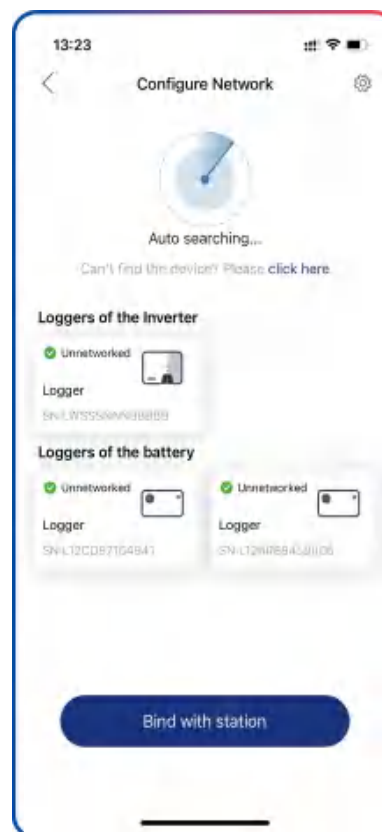 13:23
Configure Network
Auto searching...
Can't find the device? Please click here
Loggers of the Inverter
Unnetworked
Logger
Loggers of the battery
Unnetworked Unnetworked
Logger Logger
Bind with station